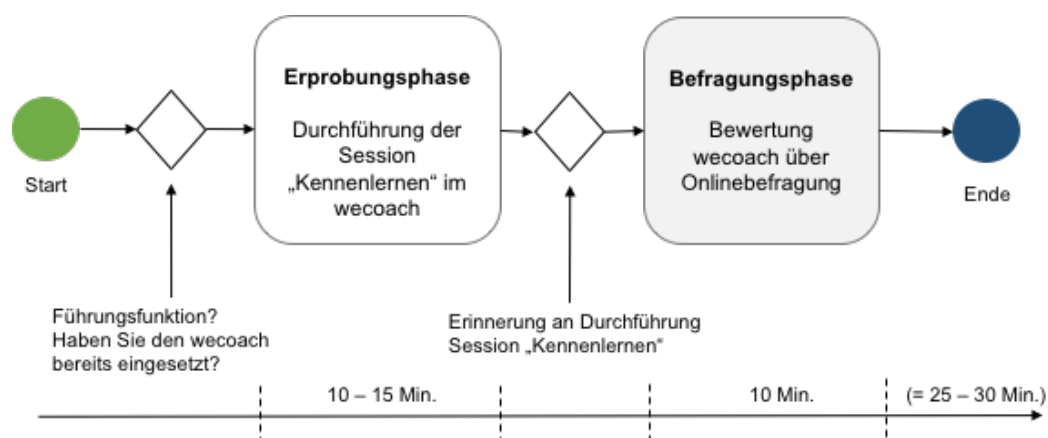 Start
Führungsfunktion?
Haben Sie den wecoach
bereits eingesetzt?
Erprobungsphase
Durchführung der
Session
„Kennenlernen“ im
wecoach
Erinnerung an Durchführung
Session „Kennenlernen“
Befragungsphase
Bewertung
wecoach über
Onlinebefragung
Ende
10 – 15 Min.
10 Min.
(= 25 – 30 Min.)